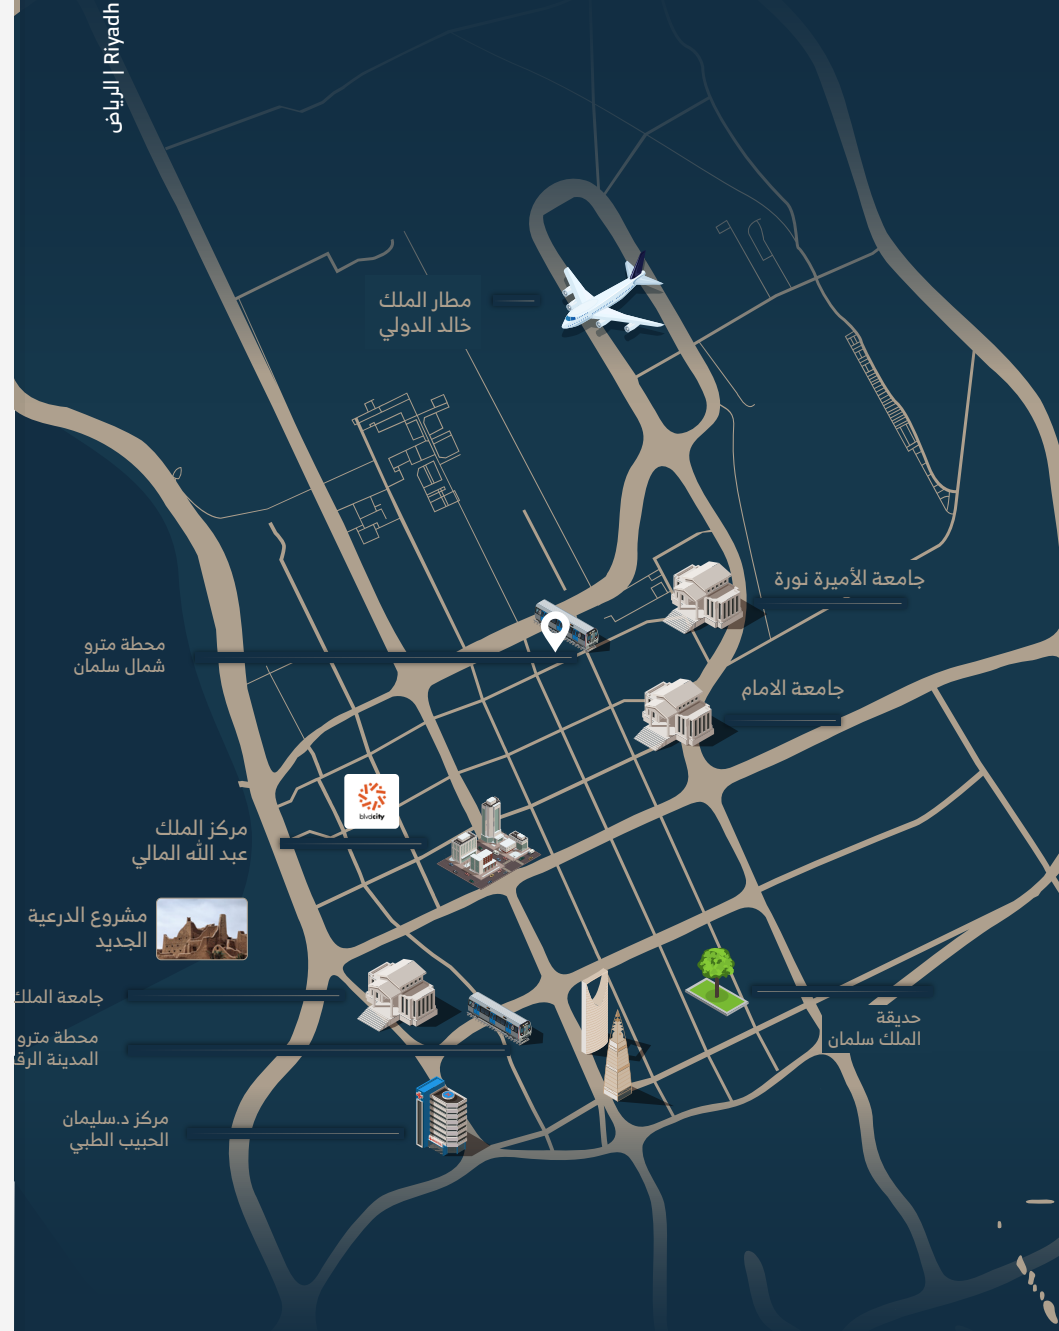 الرياض | Riyadh
مطار الملك
خالد الدولي
جامعة الأميرة نورة
محطة مترو
شمال سلمان
جامعة الامام
blvdcity
مركز الملك
عبد الله المالي
مشروع الدرعية
الجديد
جامعة الملك
محطة مترو
المدينة الرق
حديقة
الملك سلمان
مركز د.سليمان
الحبيب الطبي